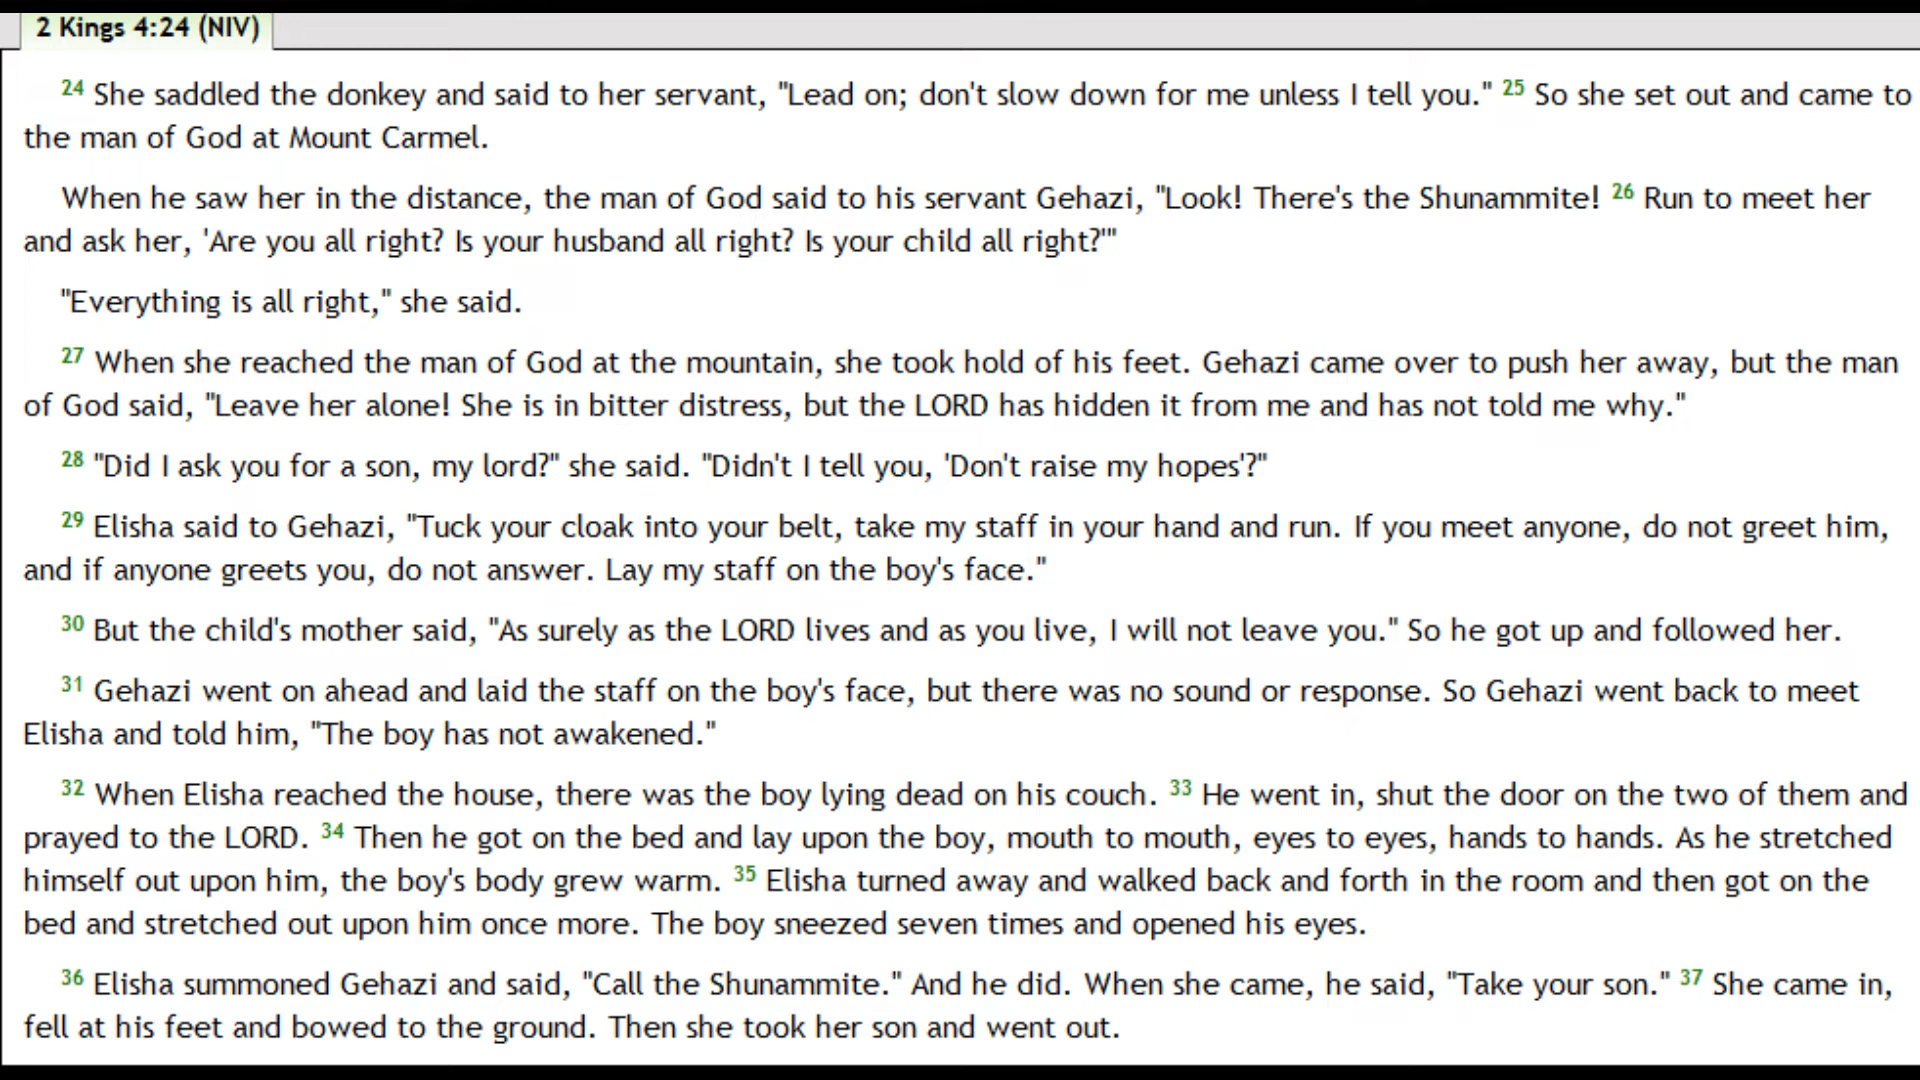 2 Kings 4:24 (NIV)
24 She saddled the donkey and said to her servant, "Lead on; don't slow down for me unless I tell you." 25 So she set out and came to
the man of God at Mount Carmel.
When he saw her in the distance, the man of God said to his servant Gehazi, "Look! There's the Shunammite! 26 Run to meet her
and ask her, 'Are you all right? Is your husband all right? Is your child all right?'"
"Everything is all right," she said.
27 When she reached the man of God at the mountain, she took hold of his feet. Gehazi came over to push her away, but the man
of God said, "Leave her alone! She is in bitter distress, but the LORD has hidden it from me and has not told me why."
28 "Did I ask you for a son, my lord?" she said. "Didn't I tell you, 'Don't raise my hopes'?"
29 Elisha said to Gehazi, "Tuck your cloak into your belt, take my staff in your hand and run. If you meet anyone, do not greet him,
and if anyone greets you, do not answer. Lay my staff on the boy's face."
30 But the child's mother said, "As surely as the LORD lives and as you live, I will not leave you." So he got up and followed her.
31 Gehazi went on ahead and laid the staff on the boy's face, but there was no sound or response. So Gehazi went back to meet
Elisha and told him, "The boy has not awakened."
32 When Elisha reached the house, there was the boy lying dead on his couch. 33 He went in, shut the door on the two of them and
prayed to the LORD. 34 Then he got on the bed and lay upon the boy, mouth to mouth, eyes to eyes, hands to hands. As he stretched
himself out upon him, the boy's body grew warm. 35 Elisha turned away and walked back and forth in the room and then got on the
bed and stretched out upon him once more. The boy sneezed seven times and opened his eyes.
36 Elisha summoned Gehazi and said, "Call the Shunammite." And he did. When she came, he said, "Take your son." 37 She came in,
fell at his feet and bowed to the ground. Then she took her son and went out.